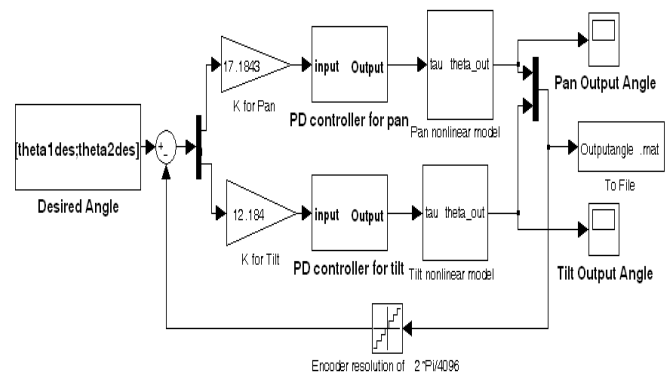 17.1843
K for Pan
input Output
PD controller for pan
tau theta_out
Pan nonlinear model
Pan Output Angle
[theta1des;theta2des]
Desired Angle
+
-
Outputangle .mat
To File
12.184
K for Tilt
input Output
PD controller for tilt
tau theta_out
Tilt nonlinear model
Tilt Output Angle
Encoder resolution of 2*Pi/4096